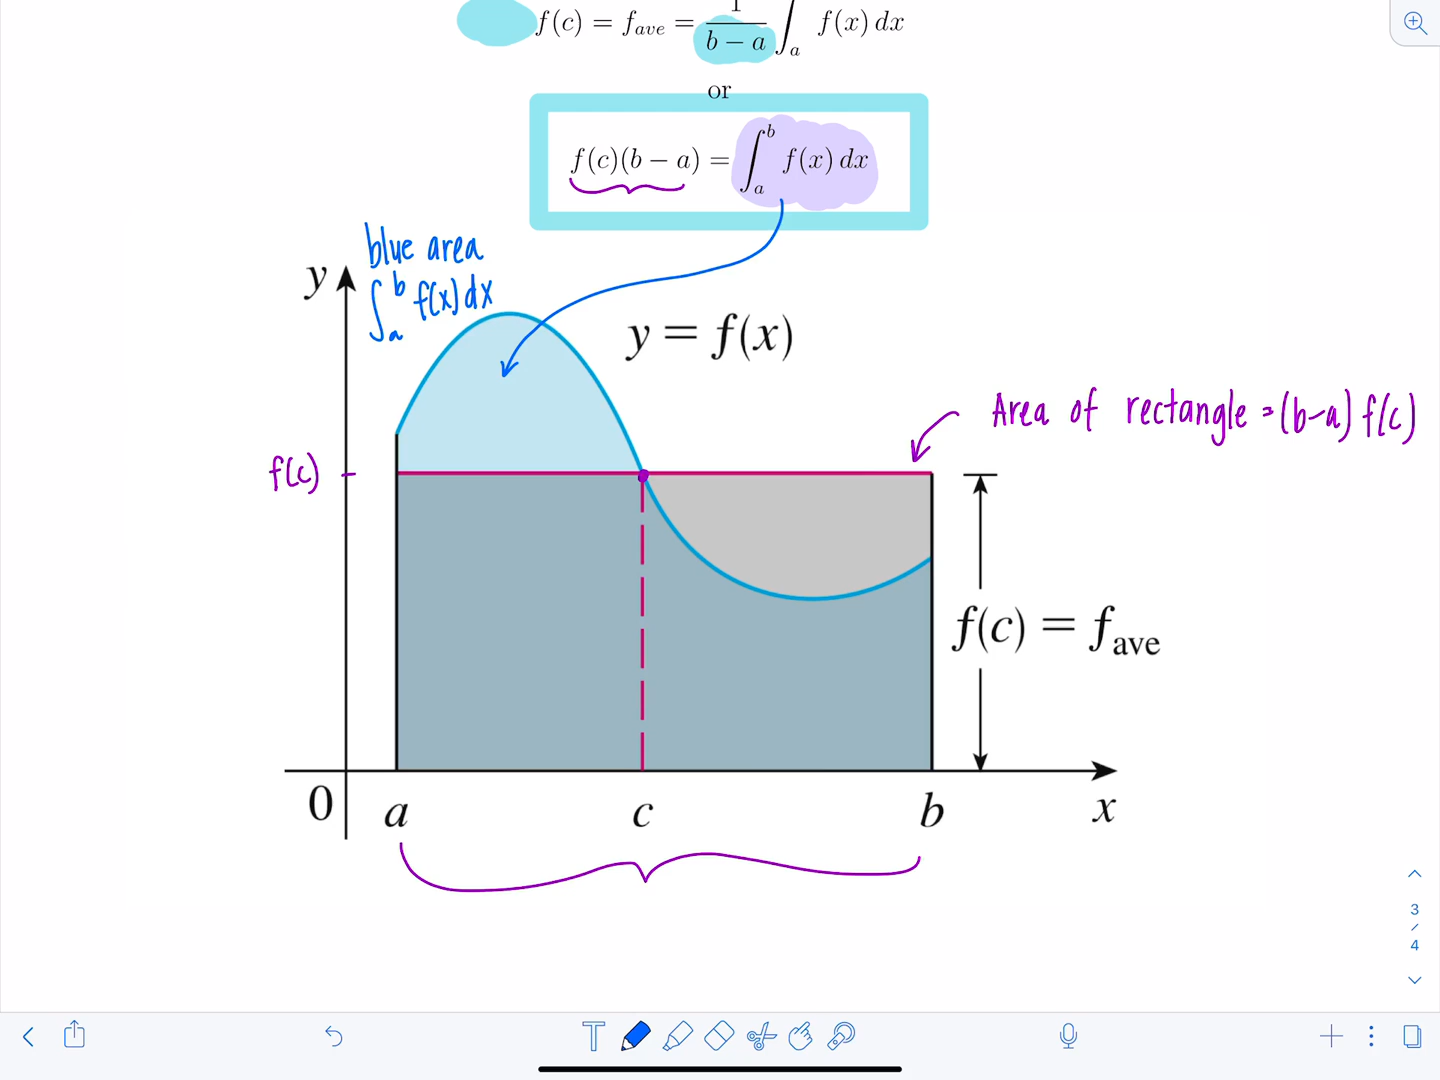 f(c) = f_ave = 1/(b − a) ∫_a f(x) dx
or
f(c)(b − a) = ∫_a^b f(x) dx
blue area
∫_a^b f(x) dx
y
y = f(x)
Area of rectangle = (b-a) f(c)
f(c)
f(c) = f_ave
0 a c b x
3
/
4
T